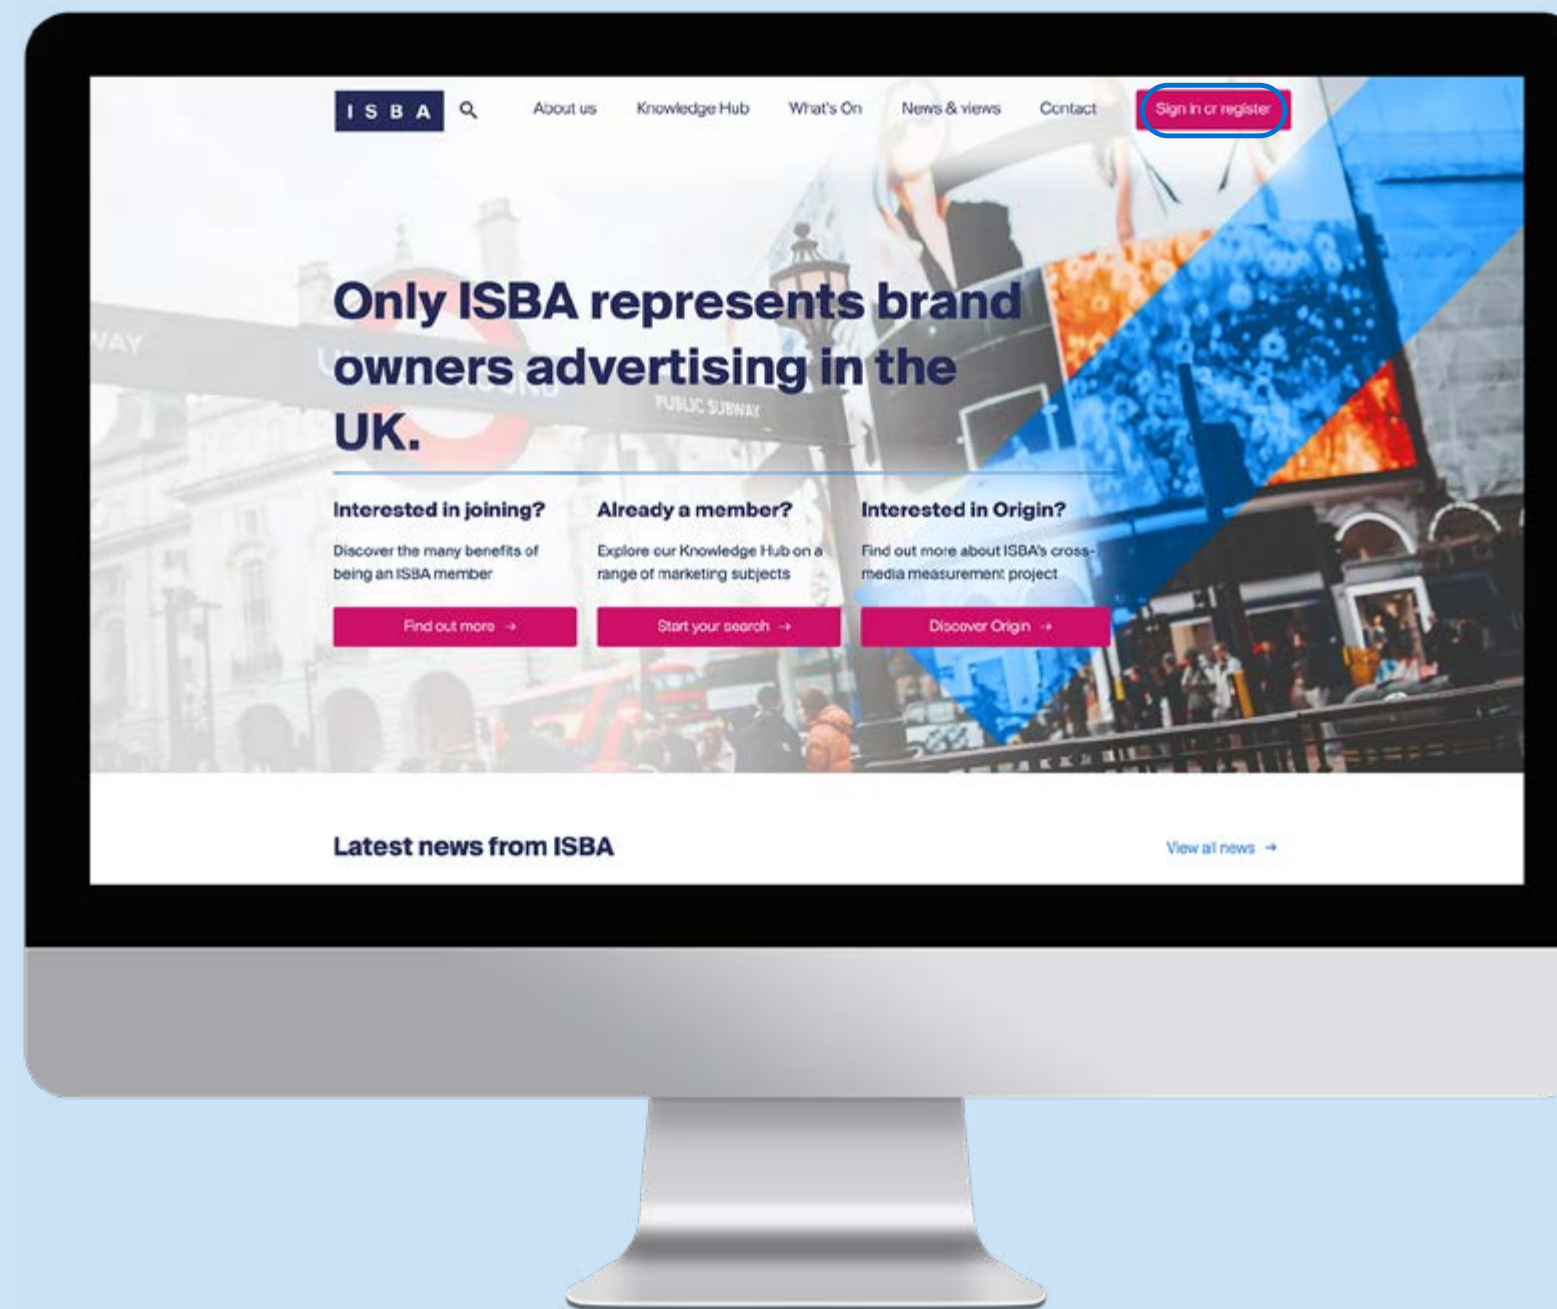 ISBA
About us
Knowledge Hub
What's On
News & views
Contact
Sign in or register
Only ISBA represents brand
owners advertising in the
UK.
PUBLIC SUBWAY
Interested in joining?
Discover the many benefits of
being an ISBA member
Find out more →
Already a member?
Explore our Knowledge Hub on a
range of marketing subjects
Start your search →
Interested in Origin?
Find out more about ISBA's cross-
media measurement project
Discover Origin →
Latest news from ISBA
View all news →